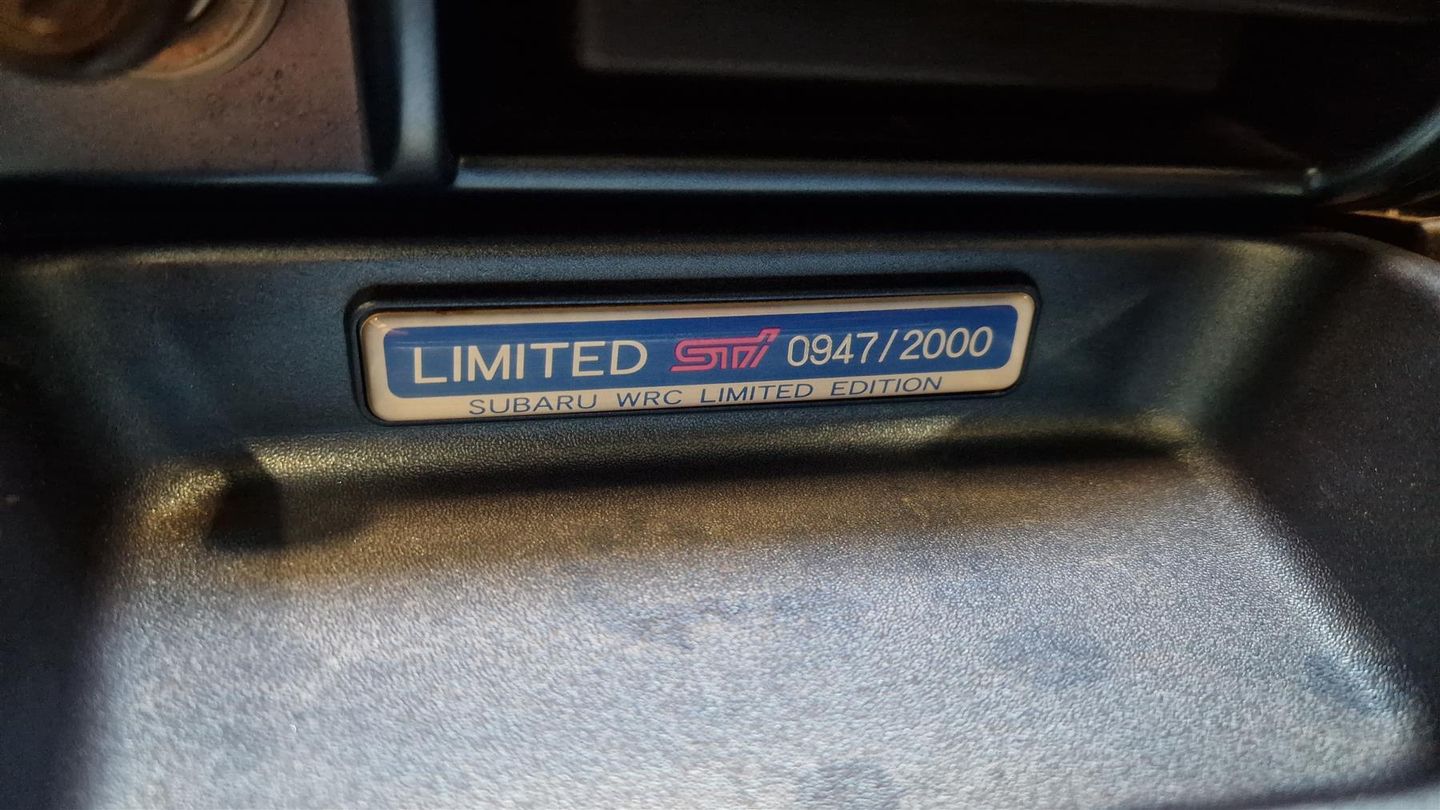 LIMITED STi 0947/2000
SUBARU WRC LIMITED EDITION